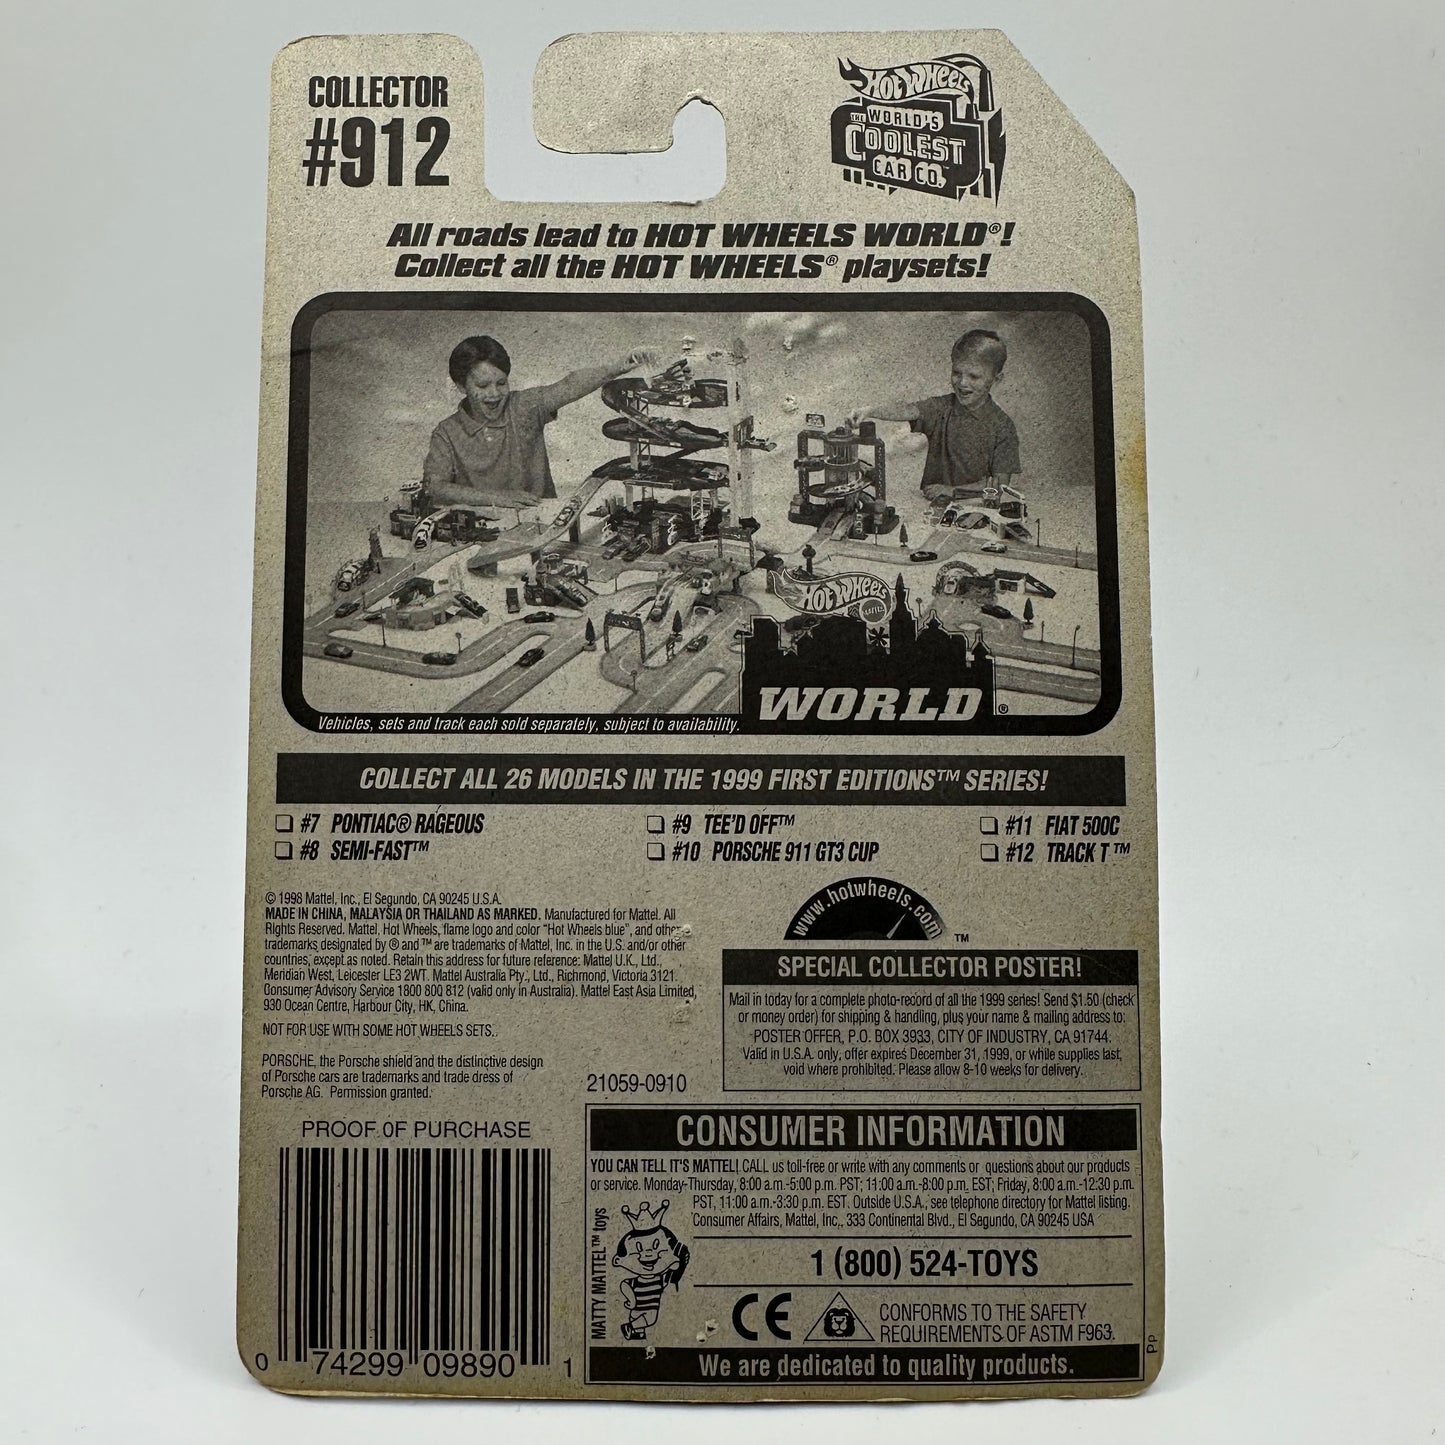 COLLECTOR
#912
HOT WHEELS
THE WORLD'S
COOLEST
CAR CO.™
All roads lead to HOT WHEELS WORLD®!
Collect all the HOT WHEELS® playsets!
HOT WHEELS
WORLD ®
Vehicles, sets and track each sold separately, subject to availability.
COLLECT ALL 26 MODELS IN THE 1999 FIRST EDITIONS™ SERIES!
#7 PONTIAC® RAGEOUS
#8 SEMI-FAST™
#9 TEE'D OFF™
#10 PORSCHE 911 GT3 CUP
#11 FIAT 500C
#12 TRACK T™
© 1998 Mattel, Inc., El Segundo, CA 90245 U.S.A.
MADE IN CHINA, MALAYSIA OR THAILAND AS MARKED. Manufactured for Mattel. All
Rights Reserved. Mattel, Hot Wheels, flame logo and color "Hot Wheels blue", and other
trademarks designated by ® and ™ are trademarks of Mattel, Inc. in the U.S. and/or other
countries, except as noted. Retain this address for future reference: Mattel U.K., Ltd.,
Meridian West, Leicester LE3 2WT. Mattel Australia Pty., Ltd., Richmond, Victoria 3121.
Consumer Advisory Service 1800 800 812 (valid only in Australia). Mattel East Asia Limited,
930 Ocean Centre, Harbour City, HK, China.
NOT FOR USE WITH SOME HOT WHEELS SETS.
PORSCHE, the Porsche shield and the distinctive design
of Porsche cars are trademarks and trade dress of
Porsche AG. Permission granted.
21059-0910
www.hotwheels.com ™
SPECIAL COLLECTOR POSTER!
Mail in today for a complete photo-record of all the 1999 series! Send $1.50 (check
or money order) for shipping & handling, plus your name & mailing address to:
POSTER OFFER, P.O. BOX 3933, CITY OF INDUSTRY, CA 91744.
Valid in U.S.A. only, offer expires December 31, 1999, or while supplies last,
void where prohibited. Please allow 8-10 weeks for delivery.
PROOF OF PURCHASE
0 74299 09890 1
CONSUMER INFORMATION
YOU CAN TELL IT'S MATTEL! CALL us toll-free or write with any comments or questions about our products
or service. Monday-Thursday, 8:00 a.m.-5:00 p.m. PST; 11:00 a.m.-8:00 p.m. EST; Friday, 8:00 a.m.-12:30 p.m.
PST, 11:00 a.m.-3:30 p.m. EST. Outside U.S.A., see telephone directory for Mattel listing.
Consumer Affairs, Mattel, Inc., 333 Continental Blvd., El Segundo, CA 90245 USA
MATTY MATTEL™ toys
1 (800) 524-TOYS
CE
CONFORMS TO THE SAFETY
REQUIREMENTS OF ASTM F963.
We are dedicated to quality products.
PP